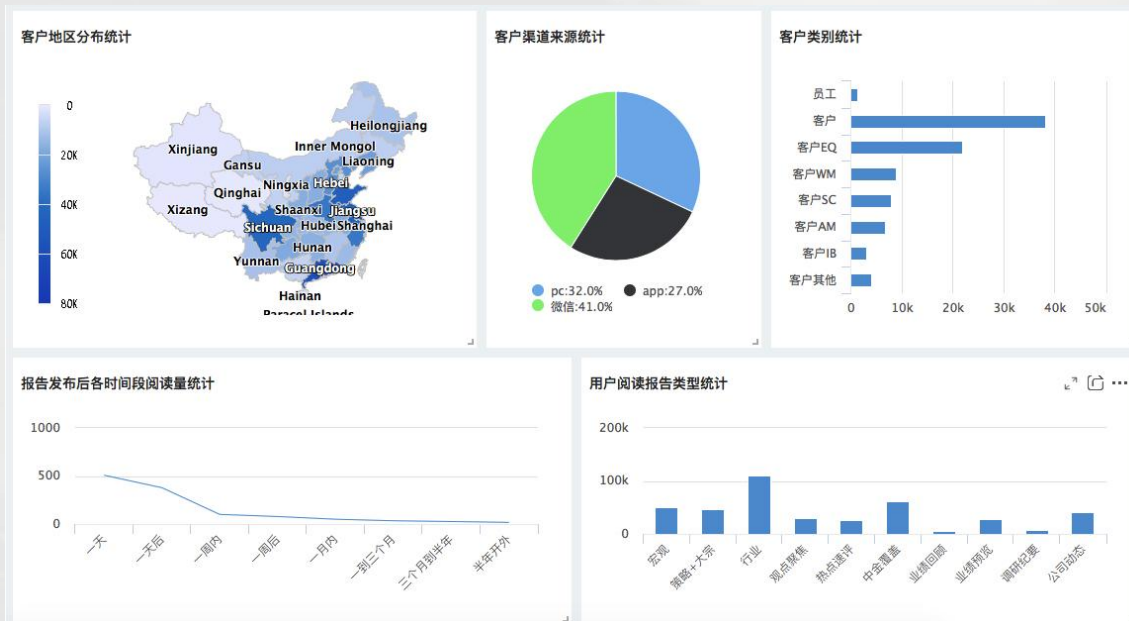 客户地区分布统计
0
20K
40K
60K
80K
Heilongjiang
Xinjiang
Inner Mongol
Gansu
Liaoning
Qinghai
Ningxia
Hebei
Xizang
Shaanxi
Jiangsu
Sichuan
Hubei
Shanghai
Hunan
Yunnan
Guangdong
Hainan
Paracel Islands
客户渠道来源统计
pc:32.0%
app:27.0%
微信:41.0%
客户类别统计
员工
客户
客户EQ
客户WM
客户SC
客户AM
客户IB
客户其他
0 10k 20k 30k 40k 50k
报告发布后各时间段阅读量统计
1000
500
0
一天
一天后
一周内
一周后
一月内
一到三个月
三个月到半年
半年开外
用户阅读报告类型统计
200k
100k
0
宏观
策略+大宗
行业
观点聚焦
热点速评
中金覆盖
业绩回顾
业绩预览
调研纪要
公司动态